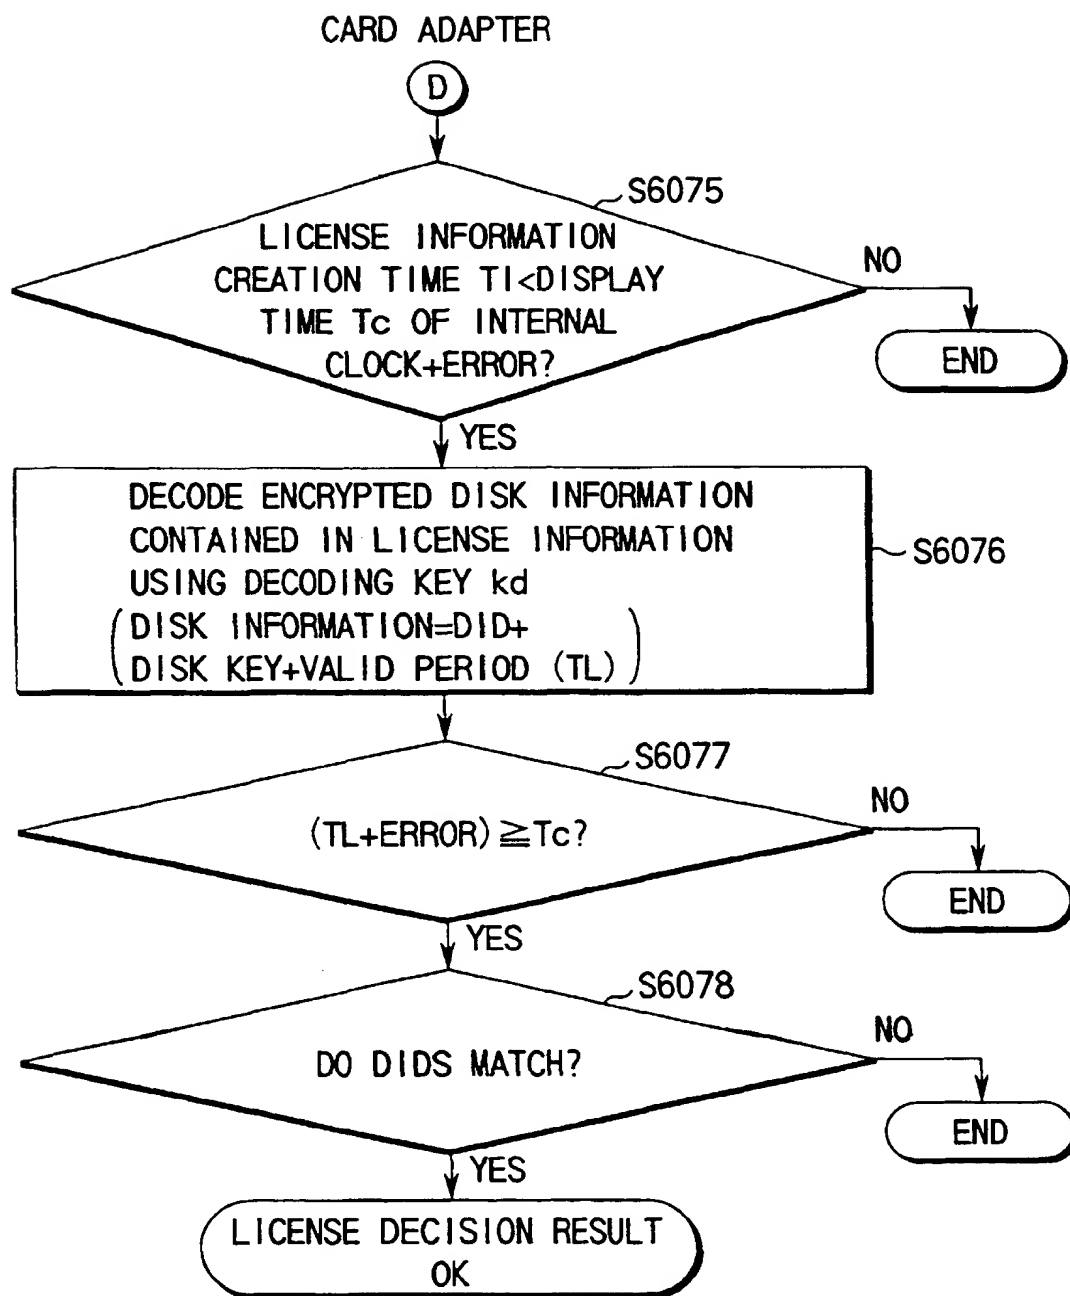 CARD ADAPTER
D
S6075
LICENSE INFORMATION
CREATION TIME TI<DISPLAY
TIME Tc OF INTERNAL
CLOCK+ERROR?
NO
END
YES
DECODE ENCRYPTED DISK INFORMATION
CONTAINED IN LICENSE INFORMATION
USING DECODING KEY kd
(DISK INFORMATION=DID+
DISK KEY+VALID PERIOD (TL))
S6076
S6077
(TL+ERROR)≧Tc?
NO
END
YES
S6078
DO DIDS MATCH?
NO
END
YES
LICENSE DECISION RESULT
OK